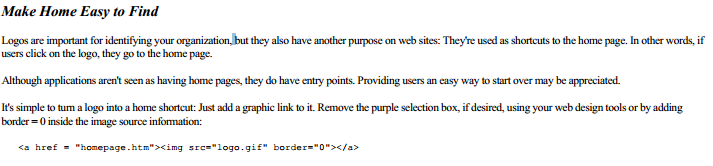 Make Home Easy to Find
Logos are important for identifying your organization, but they also have another purpose on web sites: They're used as shortcuts to the home page. In other words, if
users click on the logo, they go to the home page.
Although applications aren't seen as having home pages, they do have entry points. Providing users an easy way to start over may be appreciated.
It's simple to turn a logo into a home shortcut: Just add a graphic link to it. Remove the purple selection box, if desired, using your web design tools or by adding
border = 0 inside the image source information:
<a href = "homepage.htm"><img src="logo.gif" border="0"></a>